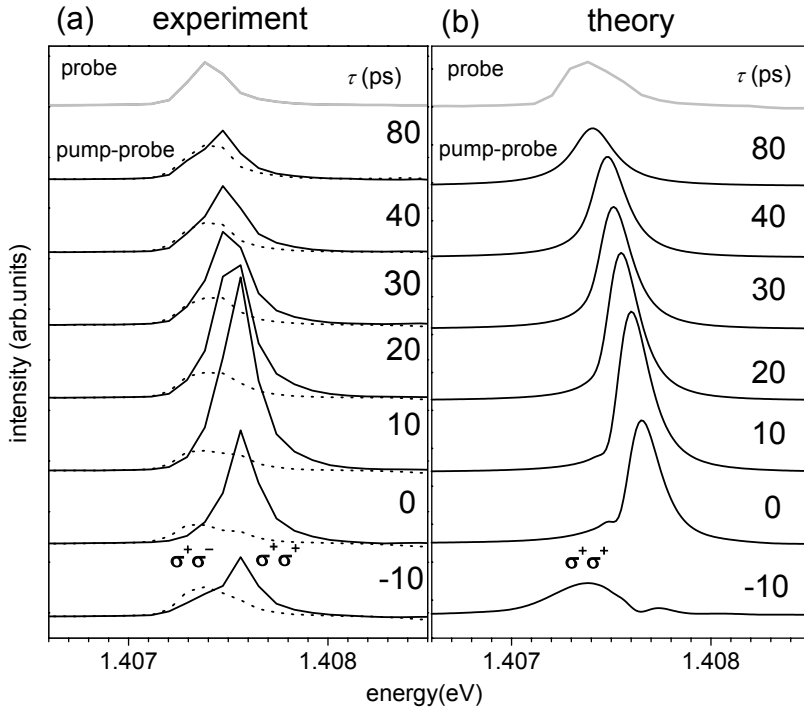 (a) experiment
(b) theory
probe
τ (ps)
pump-probe
80
40
30
20
10
0
σ+σ− σ+σ+
-10
probe
τ (ps)
pump-probe
80
40
30
20
10
0
σ+σ+
-10
intensity (arb.units)
1.407 1.408
1.407 1.408
energy(eV)